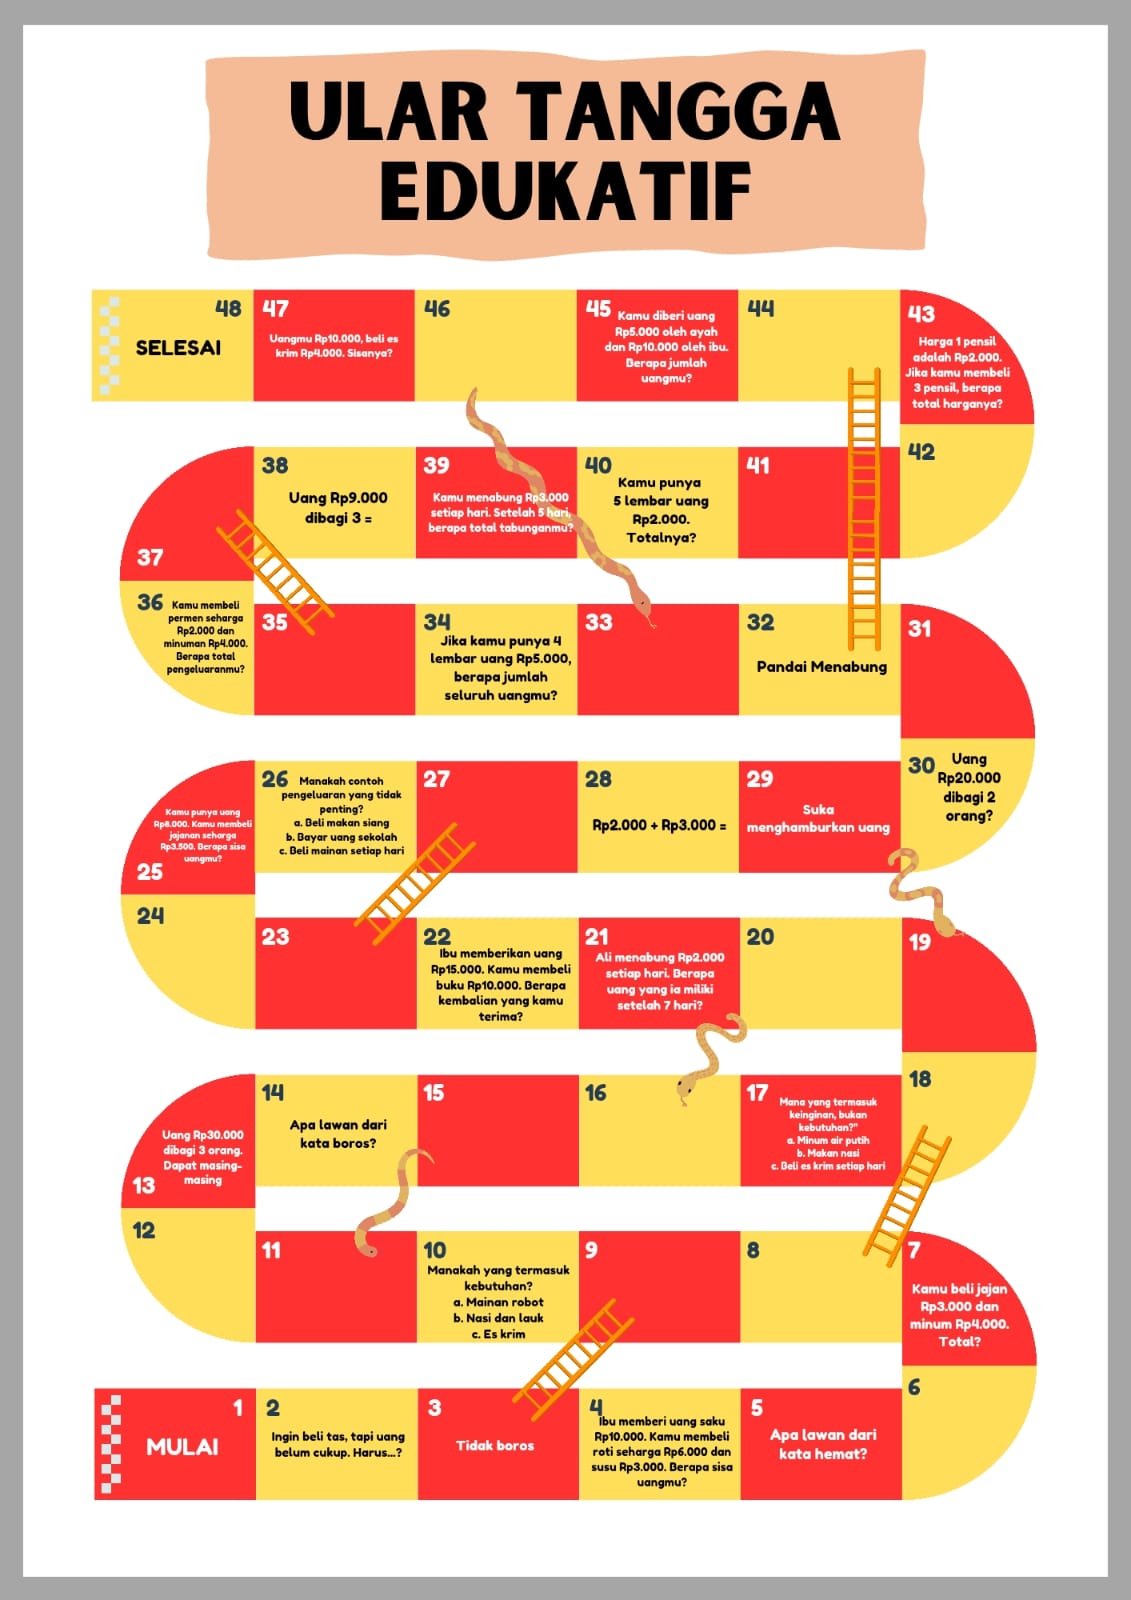 ULAR TANGGA
EDUKATIF
48
SELESAI
47
Uangmu Rp10.000, beli es
krim Rp4.000. Sisanya?
46
45
Kamu diberi uang
Rp5.000 oleh ayah
dan Rp10.000 oleh ibu.
Berapa jumlah
uangmu?
44
43
Harga 1 pensil
adalah Rp2.000.
Jika kamu membeli
3 pensil, berapa
total harganya?
37
38
Uang Rp9.000
dibagi 3 =
39
Kamu menabung Rp3.000
setiap hari. Setelah 5 hari,
berapa total tabunganmu?
40
Kamu punya
5 lembar uang
Rp2.000.
Totalnya?
41
42
36
Kamu membeli
permen seharga
Rp2.000 dan
minuman Rp4.000.
Berapa total
pengeluaranmu?
35
34
Jika kamu punya 4
lembar uang Rp5.000,
berapa jumlah
seluruh uangmu?
33
32
Pandai Menabung
31
25
Kamu punya uang
Rp8.000. Kamu membeli
jajanan seharga
Rp3.500. Berapa sisa
uangmu?
26
Manakah contoh
pengeluaran yang tidak
penting?
a. Beli makan siang
b. Bayar uang sekolah
c. Beli mainan setiap hari
27
28
Rp2.000 + Rp3.000 =
29
Suka
menghamburkan uang
30
Uang
Rp20.000
dibagi 2
orang?
24
23
22
Ibu memberikan uang
Rp15.000. Kamu membeli
buku Rp10.000. Berapa
kembalian yang kamu
terima?
21
Ali menabung Rp2.000
setiap hari. Berapa
uang yang ia miliki
setelah 7 hari?
20
19
13
Uang Rp30.000
dibagi 3 orang.
Dapat masing-
masing
14
Apa lawan dari
kata boros?
15
16
17
Mana yang termasuk
keinginan, bukan
kebutuhan?"
a. Minum air putih
b. Makan nasi
c. Beli es krim setiap hari
18
12
11
10
Manakah yang termasuk
kebutuhan?
a. Mainan robot
b. Nasi dan lauk
c. Es krim
9
8
7
Kamu beli jajan
Rp3.000 dan
minum Rp4.000.
Total?
1
MULAI
2
Ingin beli tas, tapi uang
belum cukup. Harus...?
3
Tidak boros
4
Ibu memberi uang saku
Rp10.000. Kamu membeli
roti seharga Rp6.000 dan
susu Rp3.000. Berapa sisa
uangmu?
5
Apa lawan dari
kata hemat?
6